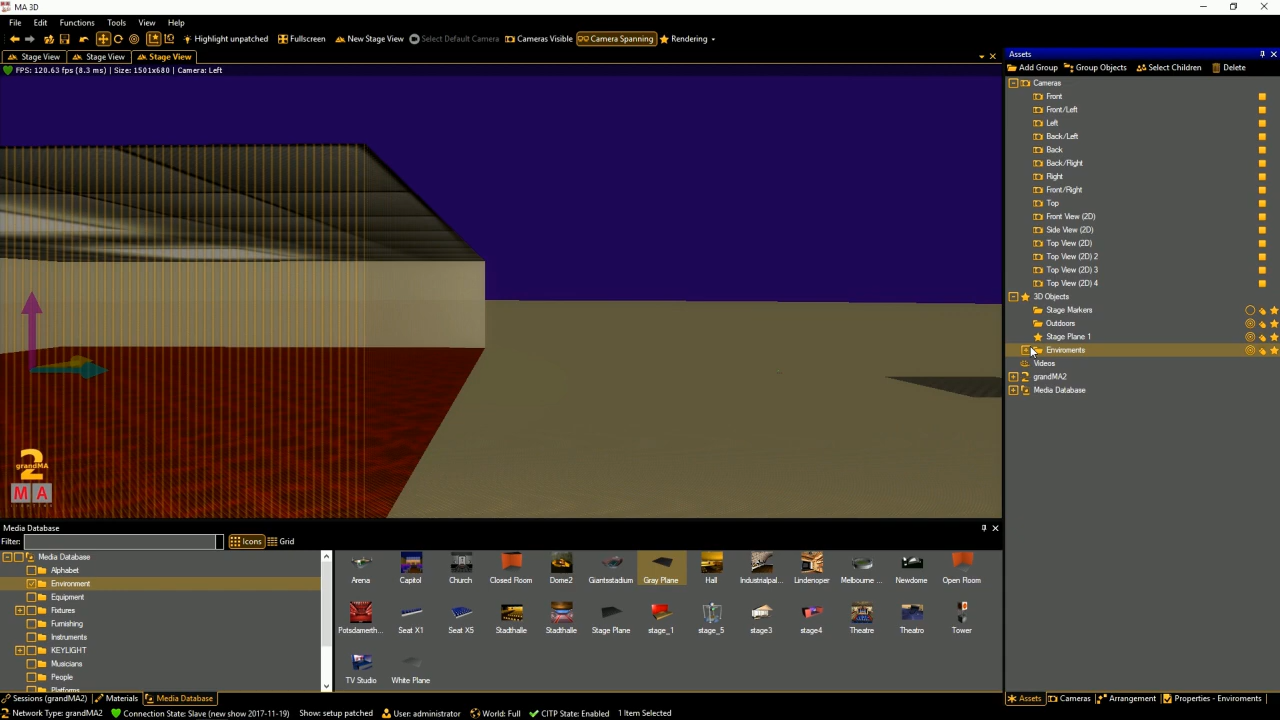 MA 3D
File Edit Functions Tools View Help
Highlight unpatched Fullscreen New Stage View Select Default Camera Cameras Visible Camera Spanning Rendering
Stage View Stage View Stage View
FPS: 120.63 fps (8.3 ms) | Size: 1501x680 | Camera: Left
Assets
Add Group Group Objects Select Children Delete
Cameras
Front
Front/Left
Left
Back/Left
Back
Back/Right
Right
Front/Right
Top
Front View (2D)
Side View (2D)
Top View (2D)
Top View (2D) 2
Top View (2D) 3
Top View (2D) 4
3D Objects
Stage Markers
Outdoors
Stage Plane 1
Enviroments
Videos
grandMA2
Media Database
2
grandMA
MA
LIGHTING
Media Database
Filter: Icons Grid
Media Database
Alphabet
Environment
Equipment
Fixtures
Furnishing
Instruments
KEYLIGHT
Musicians
People
Platforms
Arena Capitol Church Closed Room Dome2 Giantsstadium Gray Plane Hall Industrialpal... Lindenoper Melbourne ... Newdome Open Room
Potsdamerth... Seat X1 Seat X5 Stadthalle Stadthalle Stage Plane stage_1 stage_5 stage3 stage4 Theatre Theatro Tower
TV Studio White Plane
Sessions (grandMA2) Materials Media Database
Assets Cameras Arrangement Properties - Enviroments
Network Type: grandMA2 Connection State: Slave (new show 2017-11-19) Show: setup patched User: administrator World: Full CITP State: Enabled 1 Item Selected